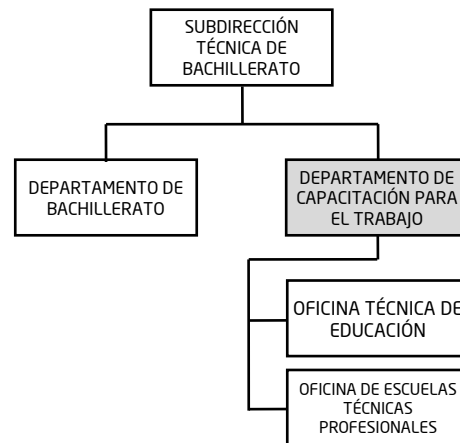 SUBDIRECCIÓN
TÉCNICA DE
BACHILLERATO
DEPARTAMENTO DE
BACHILLERATO
DEPARTAMENTO DE
CAPACITACIÓN PARA
EL TRABAJO
OFICINA TÉCNICA DE
EDUCACIÓN
OFICINA DE ESCUELAS
TÉCNICAS
PROFESIONALES